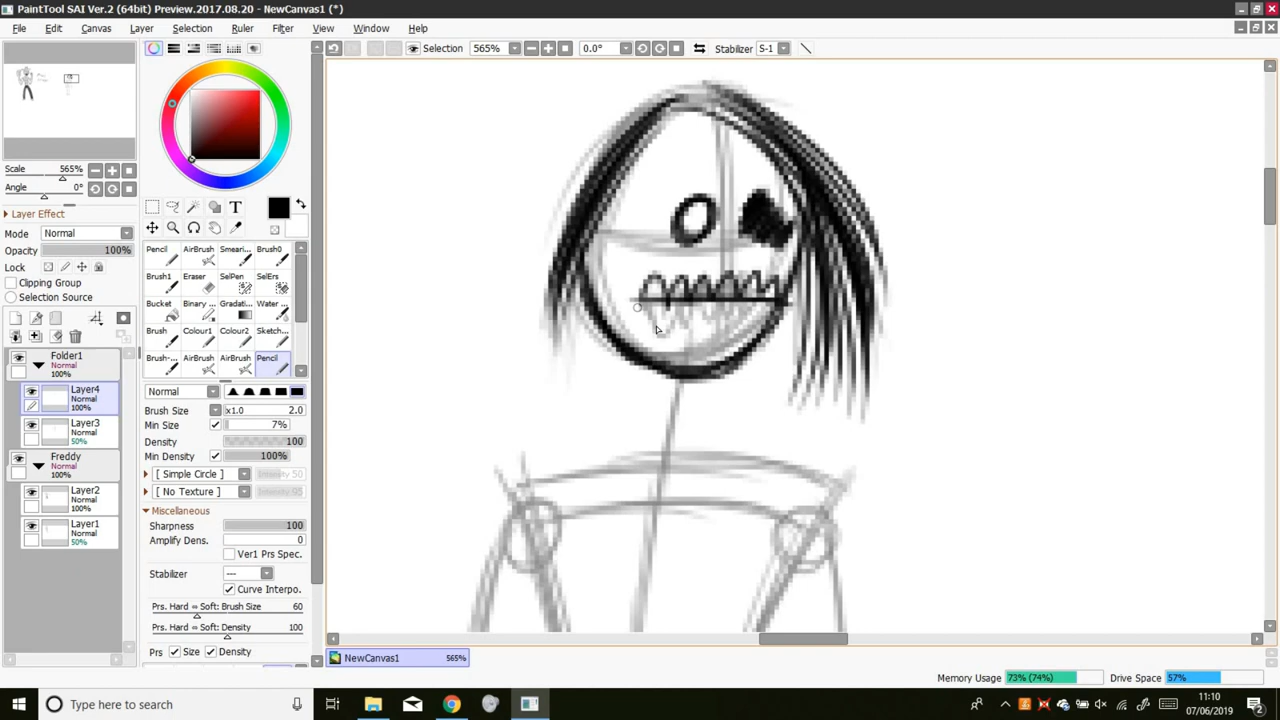 PaintTool SAI Ver.2 (64bit) Preview.2017.08.20 - NewCanvas1 (*)
File Edit Canvas Layer Selection Ruler Filter View Window Help
Selection 565% 0.0° Stabilizer S-1
Scale 565%
Angle 0°
Layer Effect
Mode Normal
Opacity 100%
Lock
Clipping Group
Selection Source
Folder1
Normal
100%
Layer4
Normal
100%
Layer3
Normal
50%
Freddy
Normal
100%
Layer2
Normal
100%
Layer1
Normal
50%
T
Pencil AirBrush Smeari... Brush0
Brush1 Eraser SelPen SelErs
Bucket Binary ... Gradati... Water ...
Brush Colour1 Colour2 Sketch...
Brush-... AirBrush AirBrush Pencil
Normal
Brush Size x1.0 2.0
Min Size 7%
Density 100
Min Density 100%
[ Simple Circle ] Intensity 50
[ No Texture ] Intensity 95
Miscellaneous
Sharpness 100
Amplify Dens. 0
Ver1 Prs Spec.
Stabilizer ---
Curve Interpo.
Prs. Hard ⇔ Soft: Brush Size 60
Prs. Hard ⇔ Soft: Density 100
Prs Size Density
NewCanvas1 565%
Memory Usage 73% (74%) Drive Space 57%
Type here to search
11:10
07/06/2019
2